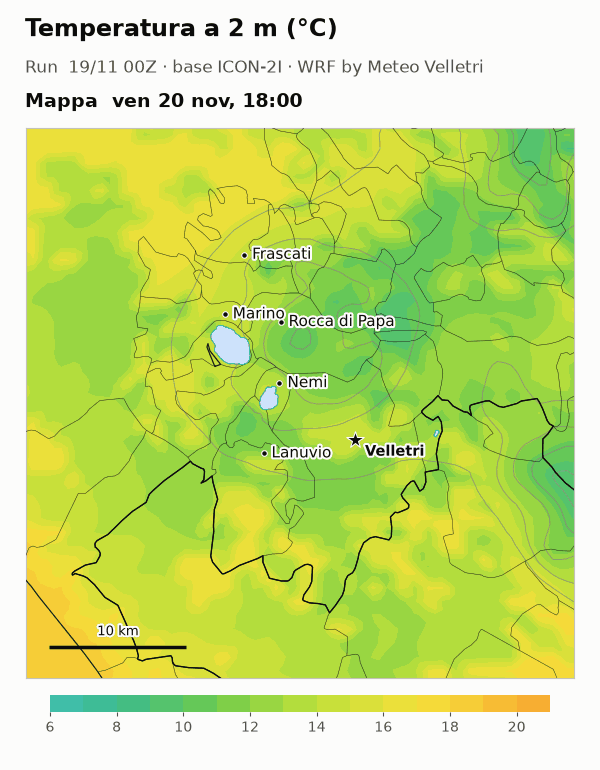 Temperatura a 2 m (°C)
Run  19/11 00Z · base ICON-2I · WRF by Meteo Velletri
Mappa  ven 20 nov, 18:00
Frascati
Marino
Rocca di Papa
Nemi
Lanuvio
Velletri
10 km
6 8 10 12 14 16 18 20